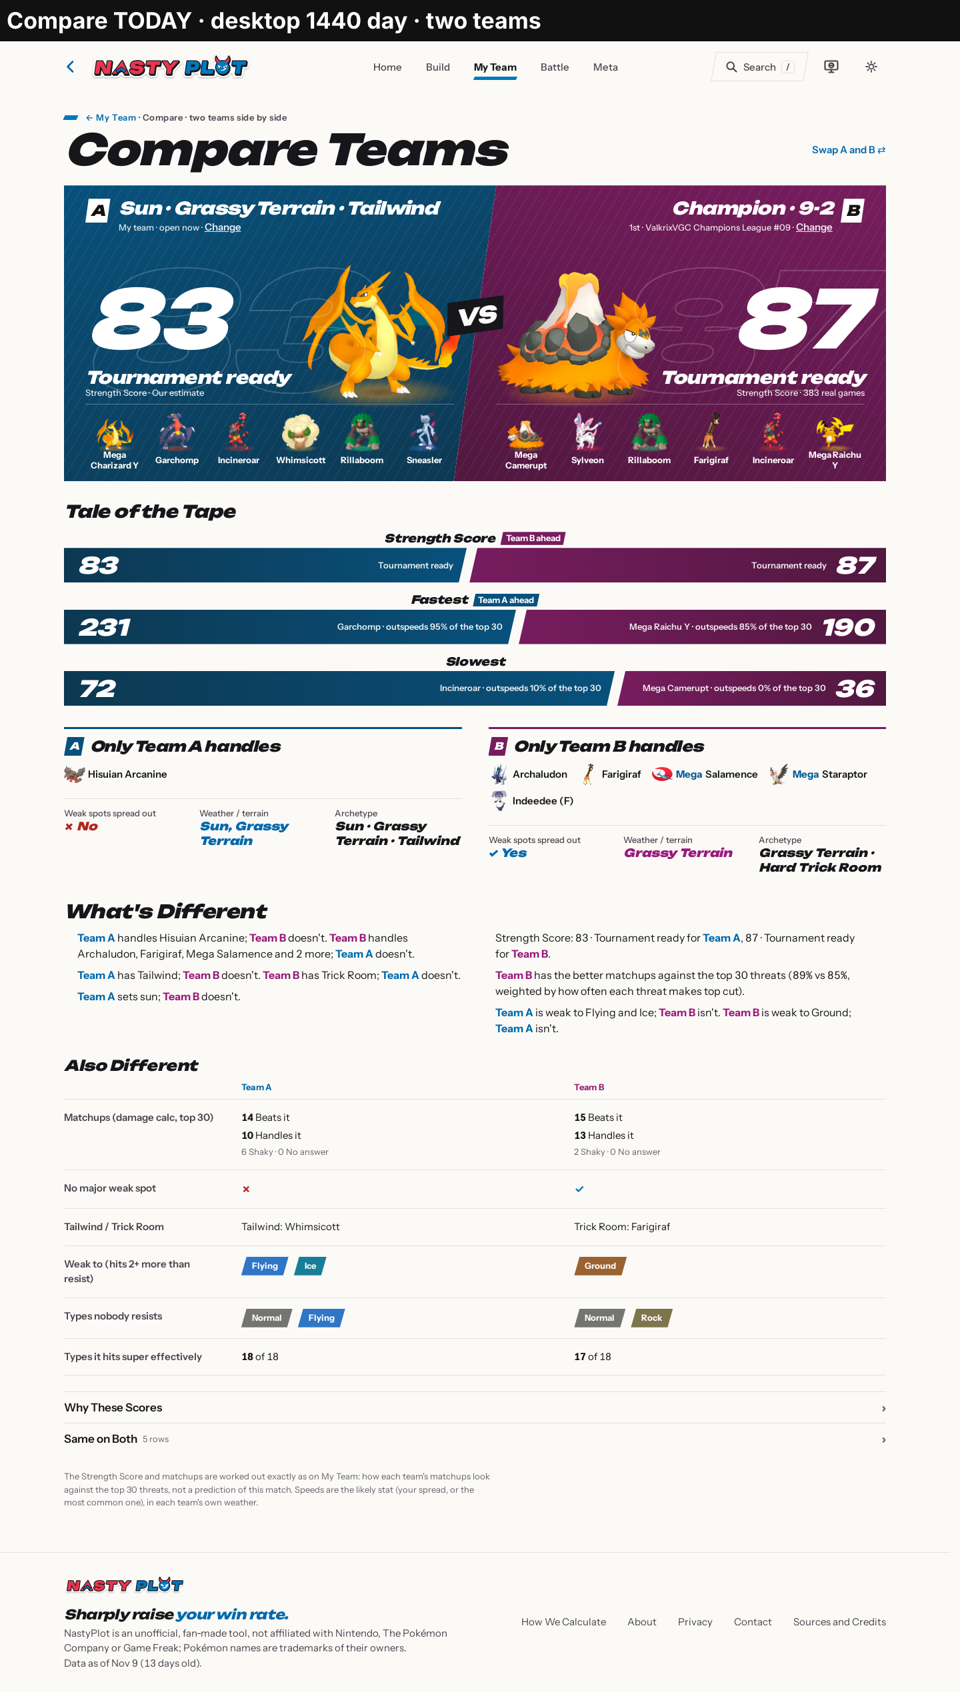 Compare TODAY · desktop 1440 day · two teams
NASTY PLOT
Home Build My Team Battle Meta
Search /
← My Team · Compare · two teams side by side
Compare Teams
Swap A and B ⇄
A Sun · Grassy Terrain · Tailwind
My team · open now · Change
Champion · 9-2 B
1st · ValkrixVGC Champions League #09 · Change
83
VS
87
Tournament ready
Strength Score · Our estimate
Tournament ready
Strength Score · 383 real games
Mega Charizard Y
Garchomp
Incineroar
Whimsicott
Rillaboom
Sneasler
Mega Camerupt
Sylveon
Rillaboom
Farigiraf
Incineroar
Mega Raichu Y
Tale of the Tape
Strength Score Team B ahead
83 Tournament ready
Tournament ready 87
Fastest Team A ahead
231 Garchomp · outspeeds 95% of the top 30
Mega Raichu Y · outspeeds 85% of the top 30 190
Slowest
72 Incineroar · outspeeds 10% of the top 30
Mega Camerupt · outspeeds 0% of the top 30 36
A Only Team A handles
Hisuian Arcanine
Weak spots spread out
× No
Weather / terrain
Sun, Grassy
Terrain
Archetype
Sun · Grassy
Terrain · Tailwind
B Only Team B handles
Archaludon Farigiraf Mega Salamence Mega Staraptor
Indeedee (F)
Weak spots spread out
✓ Yes
Weather / terrain
Grassy Terrain
Archetype
Grassy Terrain ·
Hard Trick Room
What's Different
Team A handles Hisuian Arcanine; Team B doesn't. Team B handles
Archaludon, Farigiraf, Mega Salamence and 2 more; Team A doesn't.
Team A has Tailwind; Team B doesn't. Team B has Trick Room; Team A doesn't.
Team A sets sun; Team B doesn't.
Strength Score: 83 · Tournament ready for Team A, 87 · Tournament ready
for Team B.
Team B has the better matchups against the top 30 threats (89% vs 85%,
weighted by how often each threat makes top cut).
Team A is weak to Flying and Ice; Team B isn't. Team B is weak to Ground;
Team A isn't.
Also Different
Team A Team B
Matchups (damage calc, top 30)
14 Beats it
10 Handles it
6 Shaky · 0 No answer
15 Beats it
13 Handles it
2 Shaky · 0 No answer
No major weak spot × ✓
Tailwind / Trick Room Tailwind: Whimsicott Trick Room: Farigiraf
Weak to (hits 2+ more than
resist)
Flying Ice Ground
Types nobody resists Normal Flying Normal Rock
Types it hits super effectively 18 of 18 17 of 18
Why These Scores ›
Same on Both 5 rows ›
The Strength Score and matchups are worked out exactly as on My Team: how each team's matchups look
against the top 30 threats, not a prediction of this match. Speeds are the likely stat (your spread, or the
most common one), in each team's own weather.
NASTY PLOT
Sharply raise your win rate.
NastyPlot is an unofficial, fan-made tool, not affiliated with Nintendo, The Pokémon
Company or Game Freak; Pokémon names are trademarks of their owners.
Data as of Nov 9 (13 days old).
How We Calculate About Privacy Contact Sources and Credits